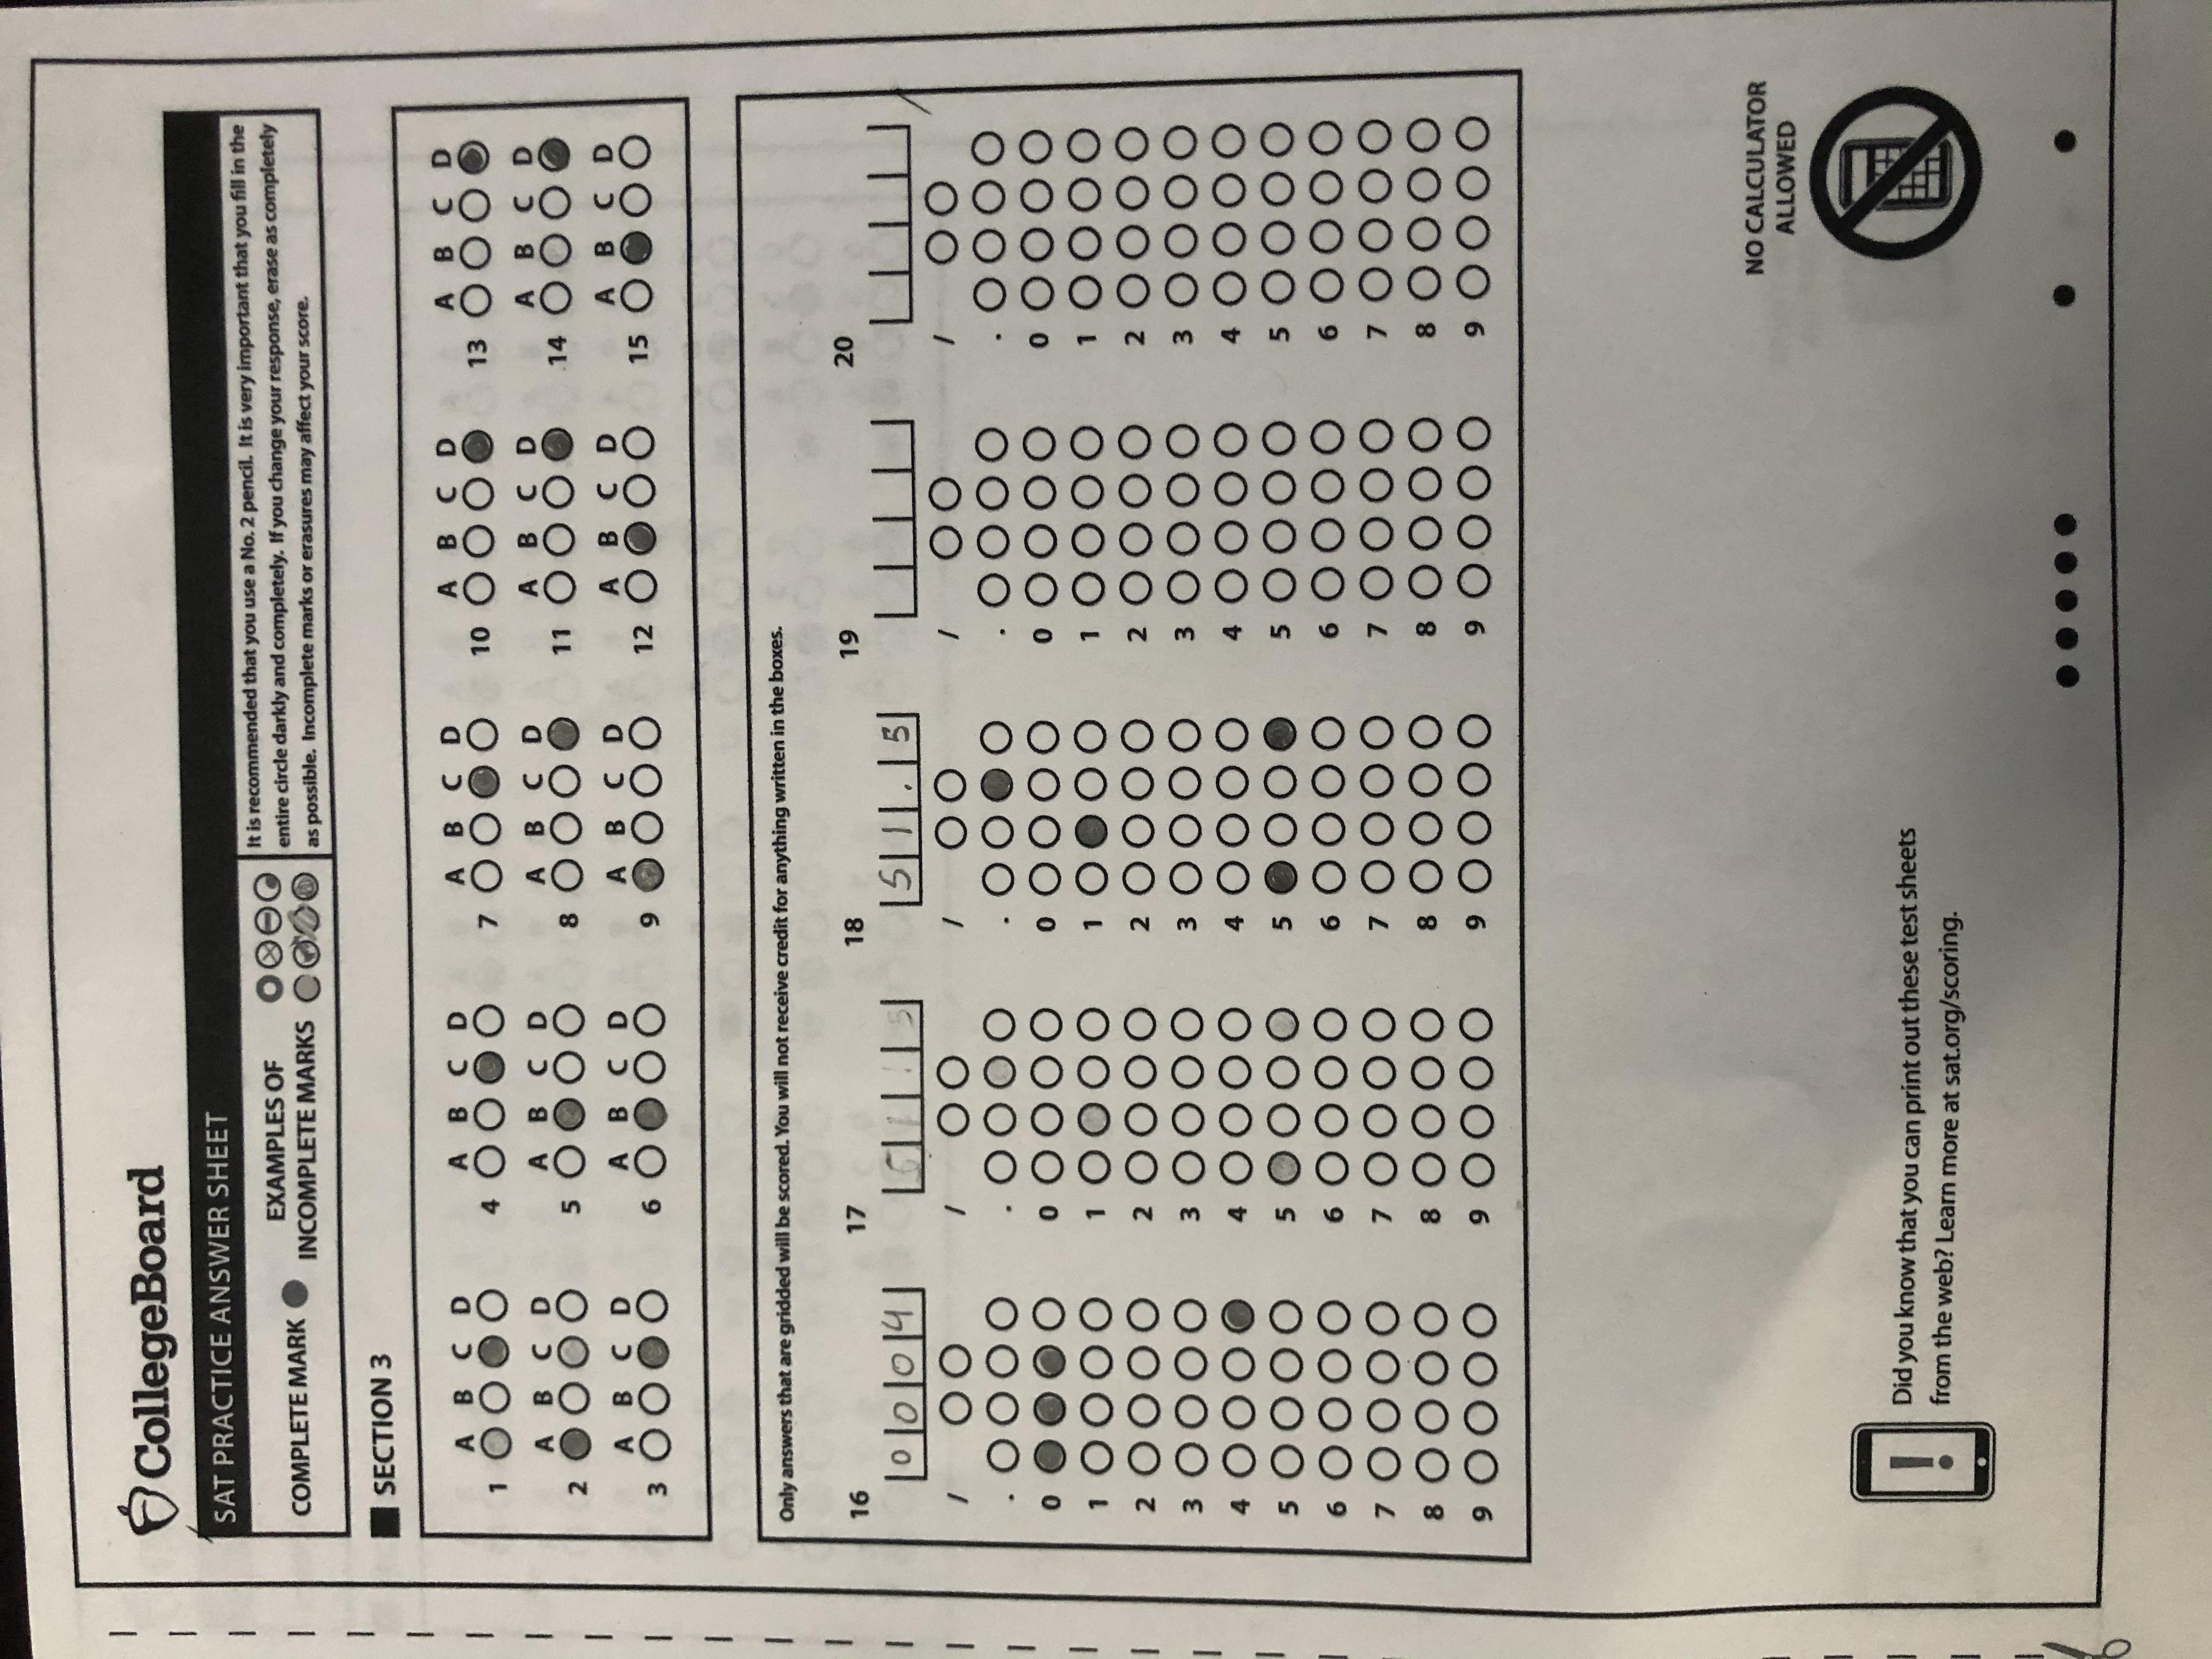 CollegeBoard
SAT PRACTICE ANSWER SHEET
COMPLETE MARK
EXAMPLES OF
INCOMPLETE MARKS
It is recommended that you use a No. 2 pencil. It is very important that you fill in the
entire circle darkly and completely. If you change your response, erase as completely
as possible. Incomplete marks or erasures may affect your score.
SECTION 3
A B C D A B C D A B C D A B C D A B C D
1 4 7 10 13
A B C D A B C D A B C D A B C D A B C D
2 5 8 11 14
A B C D A B C D A B C D A B C D A B C D
3 6 9 12 15
Only answers that are gridded will be scored. You will not receive credit for anything written in the boxes.
16 17 18 19 20
0 0 0 4 5 1 . 5 5 1 . 5
/ / / / /
. . . . .
0 0 0 0 0
1 1 1 1 1
2 2 2 2 2
3 3 3 3 3
4 4 4 4 4
5 5 5 5 5
6 6 6 6 6
7 7 7 7 7
8 8 8 8 8
9 9 9 9 9
NO CALCULATOR
ALLOWED
!
Did you know that you can print out these test sheets
from the web? Learn more at sat.org/scoring.